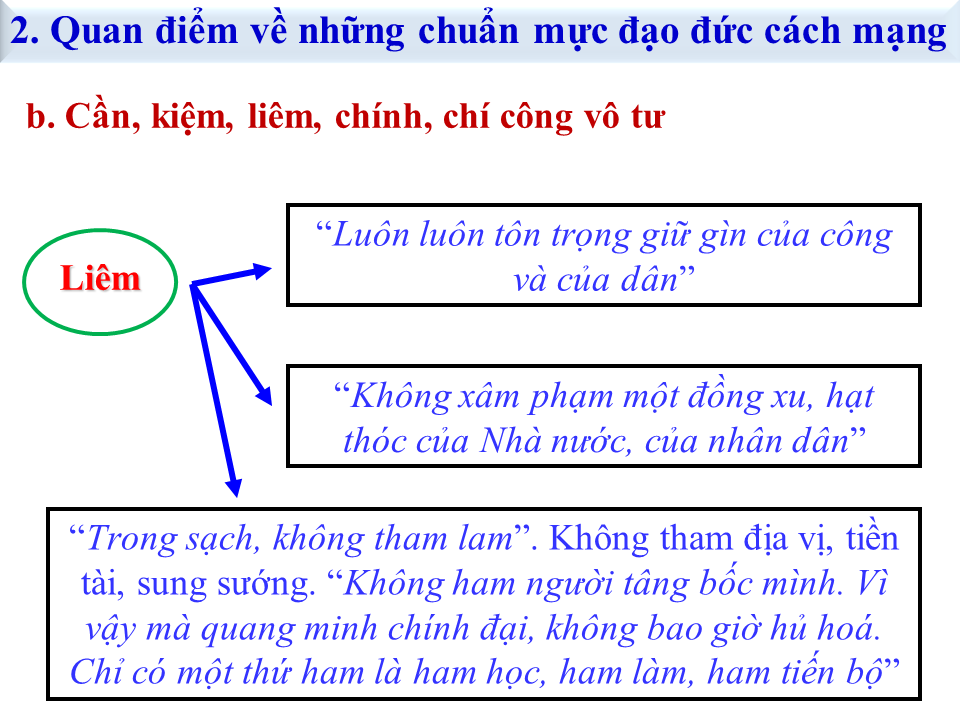 2. Quan điểm về những chuẩn mực đạo đức cách mạng
b. Cần, kiệm, liêm, chính, chí công vô tư
Liêm
“Luôn luôn tôn trọng giữ gìn của công
và của dân”
“Không xâm phạm một đồng xu, hạt
thóc của Nhà nước, của nhân dân”
“Trong sạch, không tham lam”. Không tham địa vị, tiền
tài, sung sướng. “Không ham người tâng bốc mình. Vì
vậy mà quang minh chính đại, không bao giờ hủ hoá.
Chỉ có một thứ ham là ham học, ham làm, ham tiến bộ”